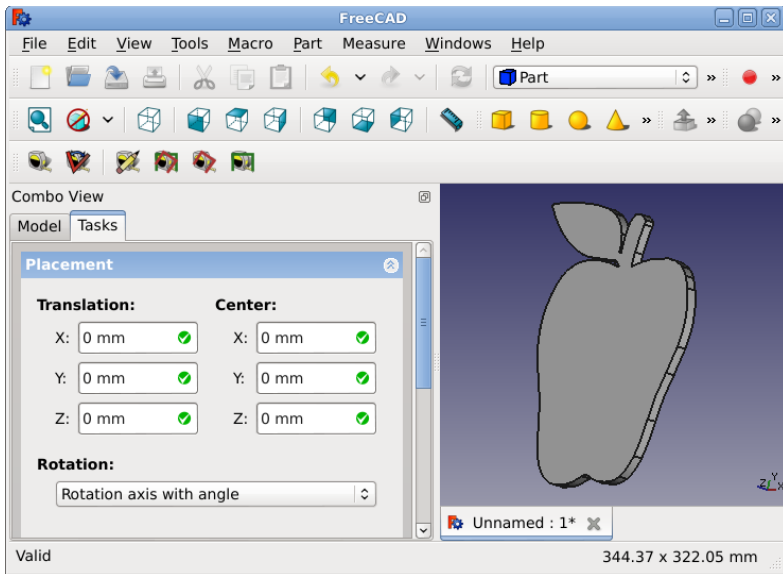 FreeCAD
File Edit View Tools Macro Part Measure Windows Help
Part » »
» » »
Combo View
Model Tasks
Placement
Translation: Center:
X: 0 mm X: 0 mm
Y: 0 mm Y: 0 mm
Z: 0 mm Z: 0 mm
Rotation:
Rotation axis with angle
Z Y X
Unnamed : 1*
Valid 344.37 x 322.05 mm